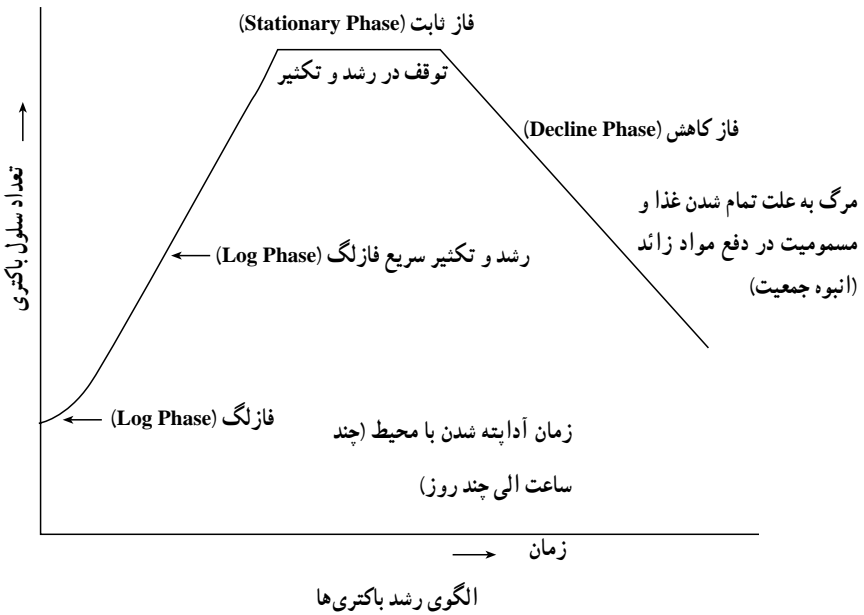 فاز ثابت (Stationary Phase)
توقف در رشد و تکثیر
فاز کاهش (Decline Phase)
مرگ به علت تمام شدن غذا و
مسمومیت در دفع مواد زائد
(انبوه جمعیت)
تعداد سلول باکتری
رشد و تکثیر سریع فازلگ (Log Phase)
فازلگ (Log Phase)
زمان آداپته شدن با محیط (چند
ساعت الی چند روز)
زمان
الگوی رشد باکتری‌ها